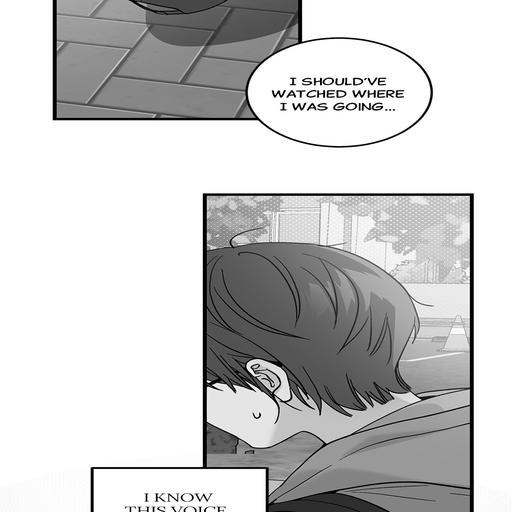 I SHOULD'VE
WATCHED WHERE
I WAS GOING...
I KNOW
THIS VOICE